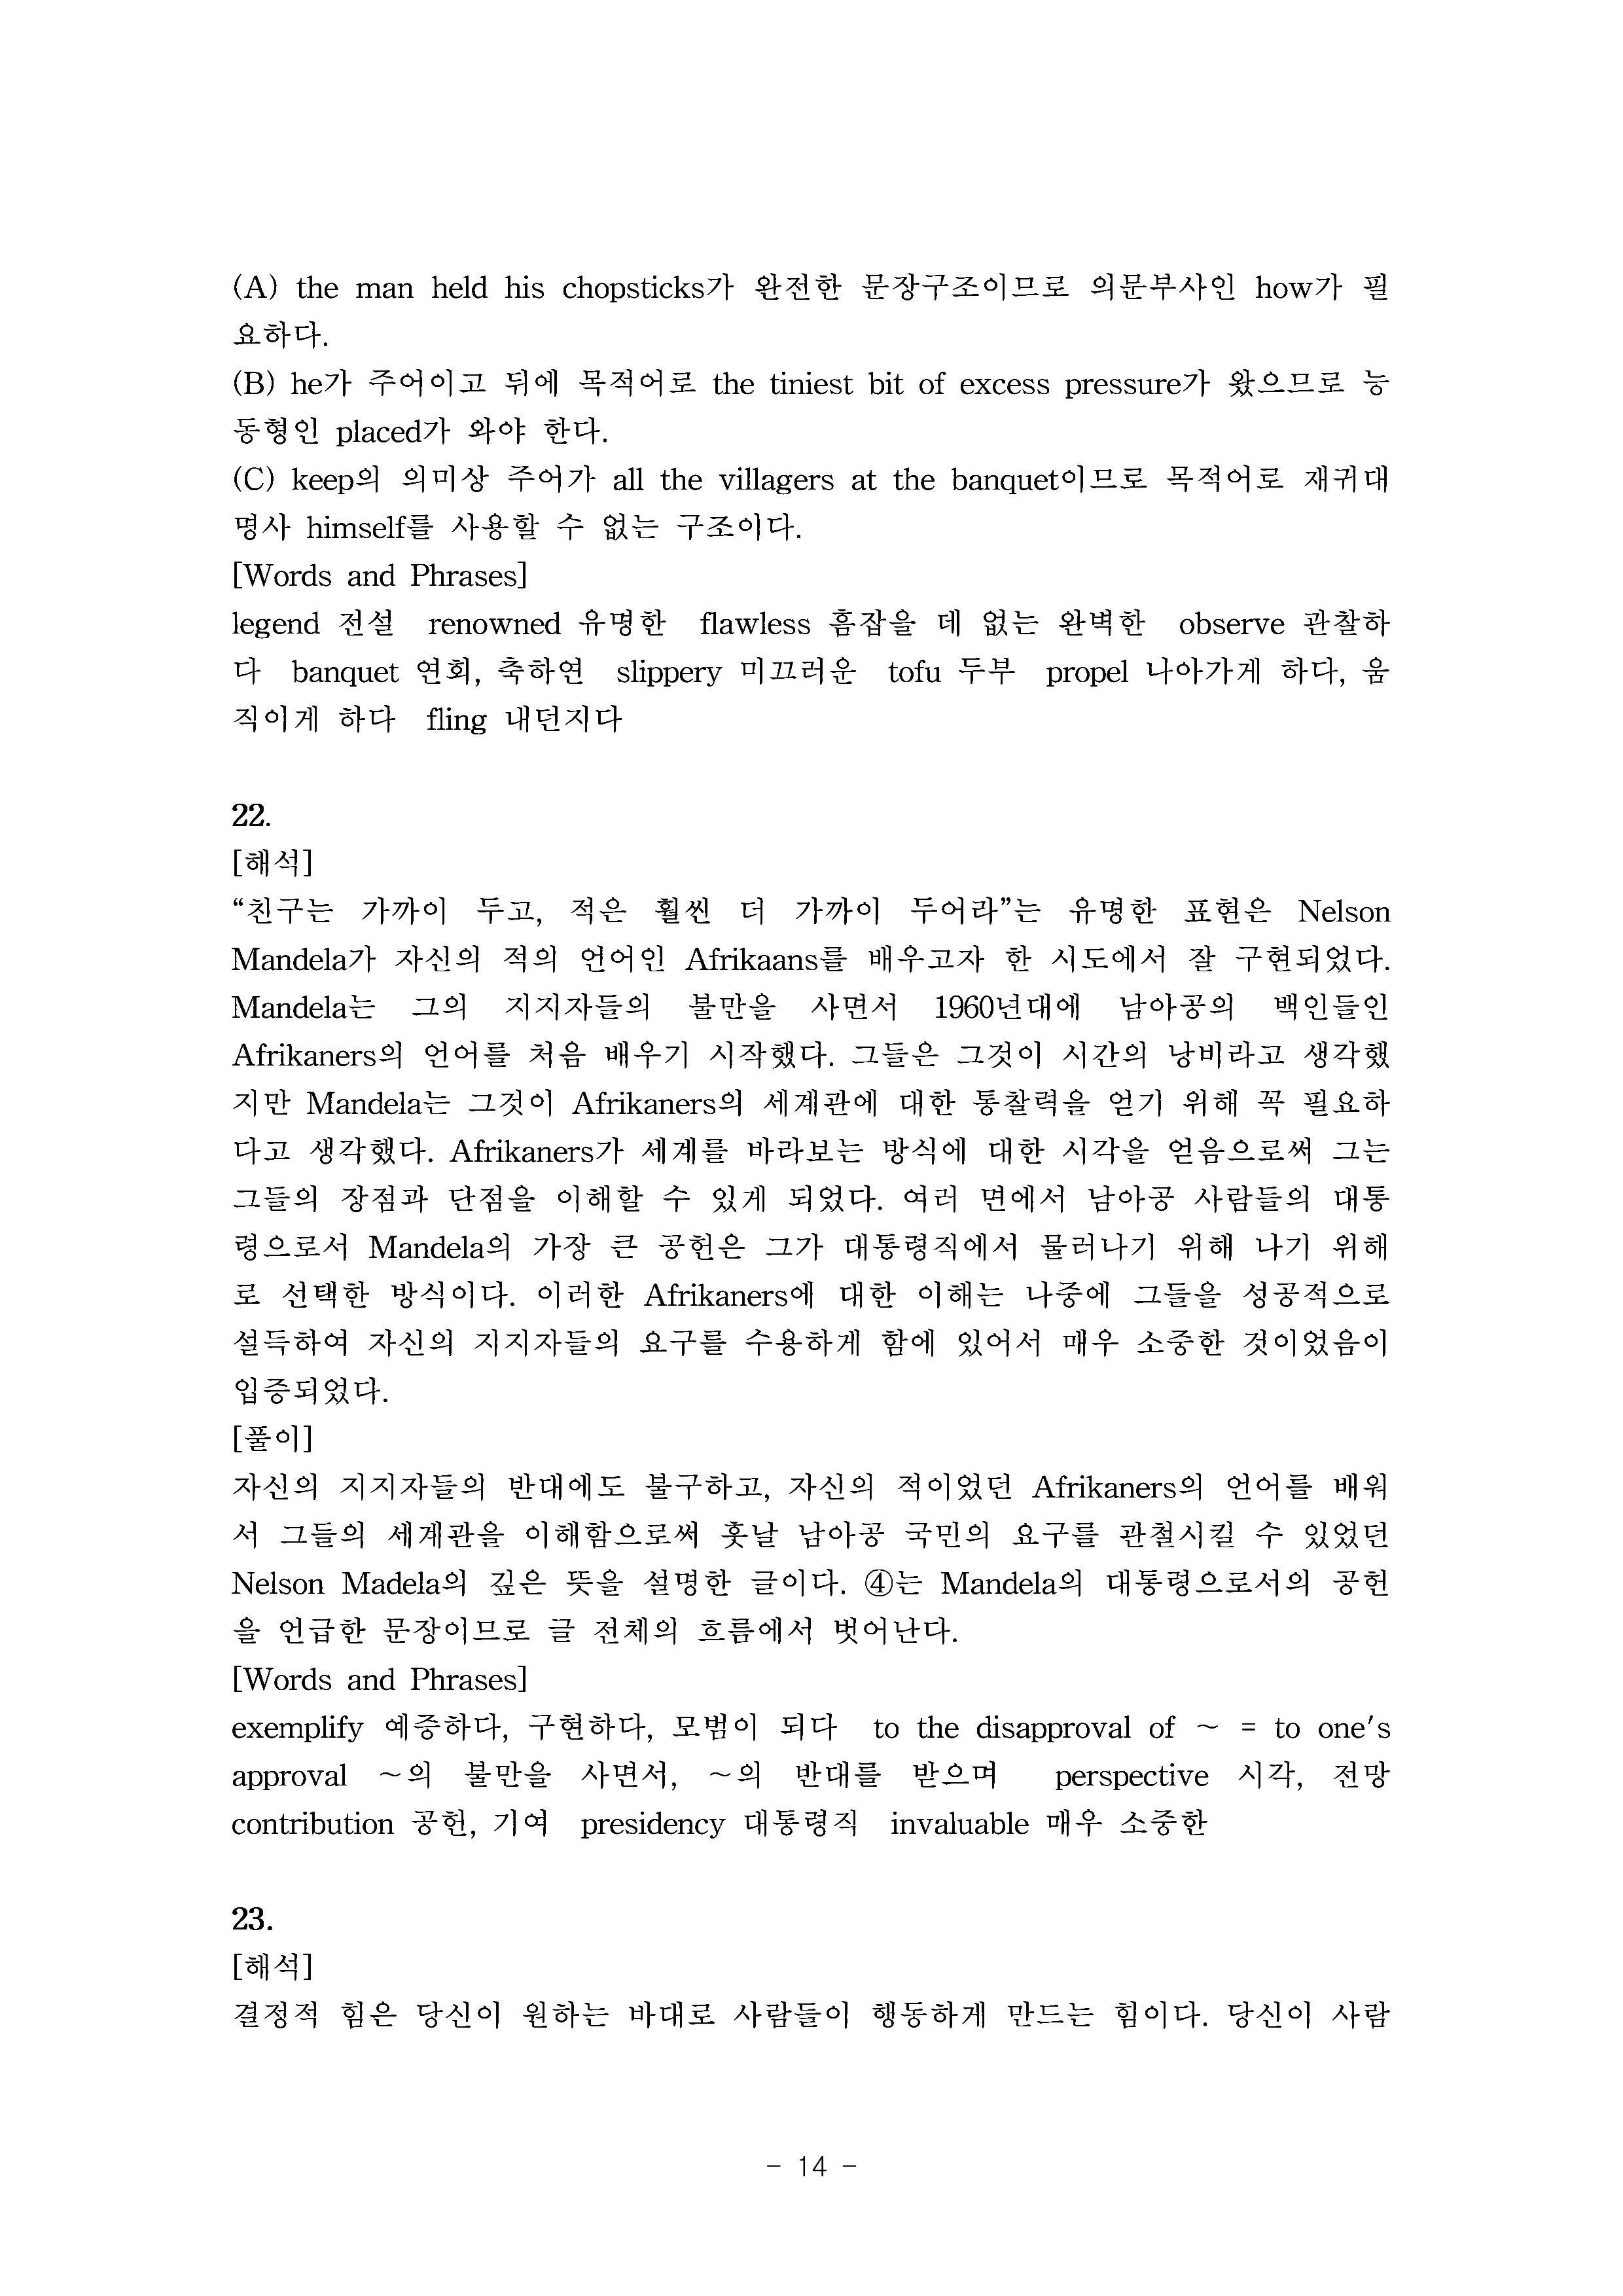 (A) the man held his chopsticks가 완전한 문장구조이므로 의문부사인 how가 필
요하다.
(B) he가 주어이고 뒤에 목적어로 the tiniest bit of excess pressure가 왔으므로 능
동형인 placed가 와야 한다.
(C) keep의 의미상 주어가 all the villagers at the banquet이므로 목적어로 재귀대
명사 himself를 사용할 수 없는 구조이다.
[Words and Phrases]
legend 전설 renowned 유명한 flawless 흠잡을 데 없는 완벽한 observe 관찰하
다 banquet 연회, 축하연 slippery 미끄러운 tofu 두부 propel 나아가게 하다, 움
직이게 하다 fling 내던지다
22.
[해석]
“친구는 가까이 두고, 적은 훨씬 더 가까이 두어라”는 유명한 표현은 Nelson
Mandela가 자신의 적의 언어인 Afrikaans를 배우고자 한 시도에서 잘 구현되었다.
Mandela는 그의 지지자들의 불만을 사면서 1960년대에 남아공의 백인들인
Afrikaners의 언어를 처음 배우기 시작했다. 그들은 그것이 시간의 낭비라고 생각했
지만 Mandela는 그것이 Afrikaners의 세계관에 대한 통찰력을 얻기 위해 꼭 필요하
다고 생각했다. Afrikaners가 세계를 바라보는 방식에 대한 시각을 얻음으로써 그는
그들의 장점과 단점을 이해할 수 있게 되었다. 여러 면에서 남아공 사람들의 대통
령으로서 Mandela의 가장 큰 공헌은 그가 대통령직에서 물러나기 위해 나기 위해
로 선택한 방식이다. 이러한 Afrikaners에 대한 이해는 나중에 그들을 성공적으로
설득하여 자신의 지지자들의 요구를 수용하게 함에 있어서 매우 소중한 것이었음이
입증되었다.
[풀이]
자신의 지지자들의 반대에도 불구하고, 자신의 적이었던 Afrikaners의 언어를 배워
서 그들의 세계관을 이해함으로써 훗날 남아공 국민의 요구를 관철시킬 수 있었던
Nelson Madela의 깊은 뜻을 설명한 글이다. ④는 Mandela의 대통령으로서의 공헌
을 언급한 문장이므로 글 전체의 흐름에서 벗어난다.
[Words and Phrases]
exemplify 예증하다, 구현하다, 모범이 되다 to the disapproval of ~ = to one's
approval ~의 불만을 사면서, ~의 반대를 받으며 perspective 시각, 전망
contribution 공헌, 기여 presidency 대통령직 invaluable 매우 소중한
23.
[해석]
결정적 힘은 당신이 원하는 바대로 사람들이 행동하게 만드는 힘이다. 당신이 사람
- 14 -